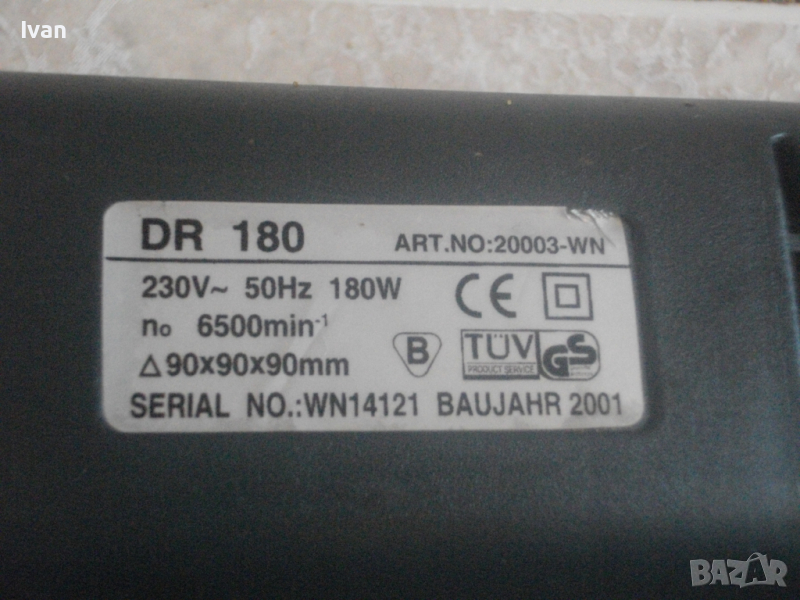 Ivan
DR 180 ART.NO:20003-WN
230V~ 50Hz 180W CE
no 6500min-1
B TÜV GS
PRODUCT SERVICE
△90x90x90mm
SERIAL NO.:WN14121 BAUJAHR 2001
BAZAR